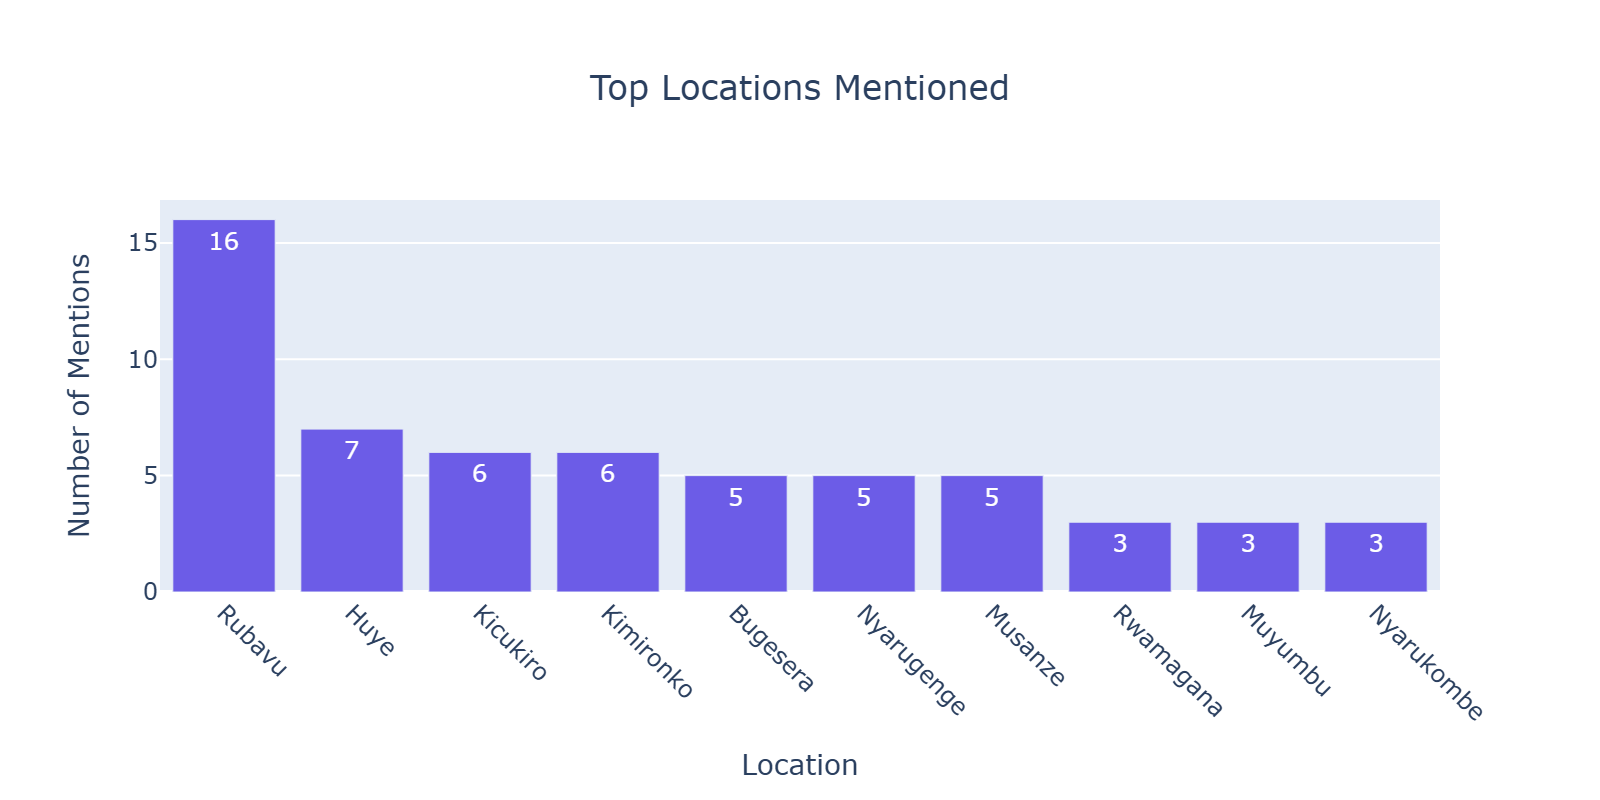 Top Locations Mentioned
Number of Mentions
15
10
5
0
16
7
6
6
5
5
5
3
3
3
Rubavu
Huye
Kicukiro
Kimironko
Bugesera
Nyarugenge
Musanze
Rwamagana
Muyumbu
Nyarukombe
Location